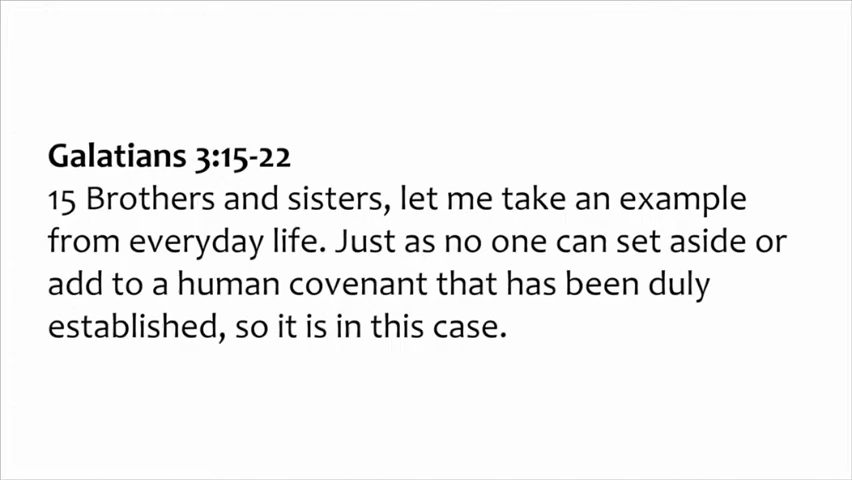 Galatians 3:15-22
15 Brothers and sisters, let me take an example
from everyday life. Just as no one can set aside or
add to a human covenant that has been duly
established, so it is in this case.